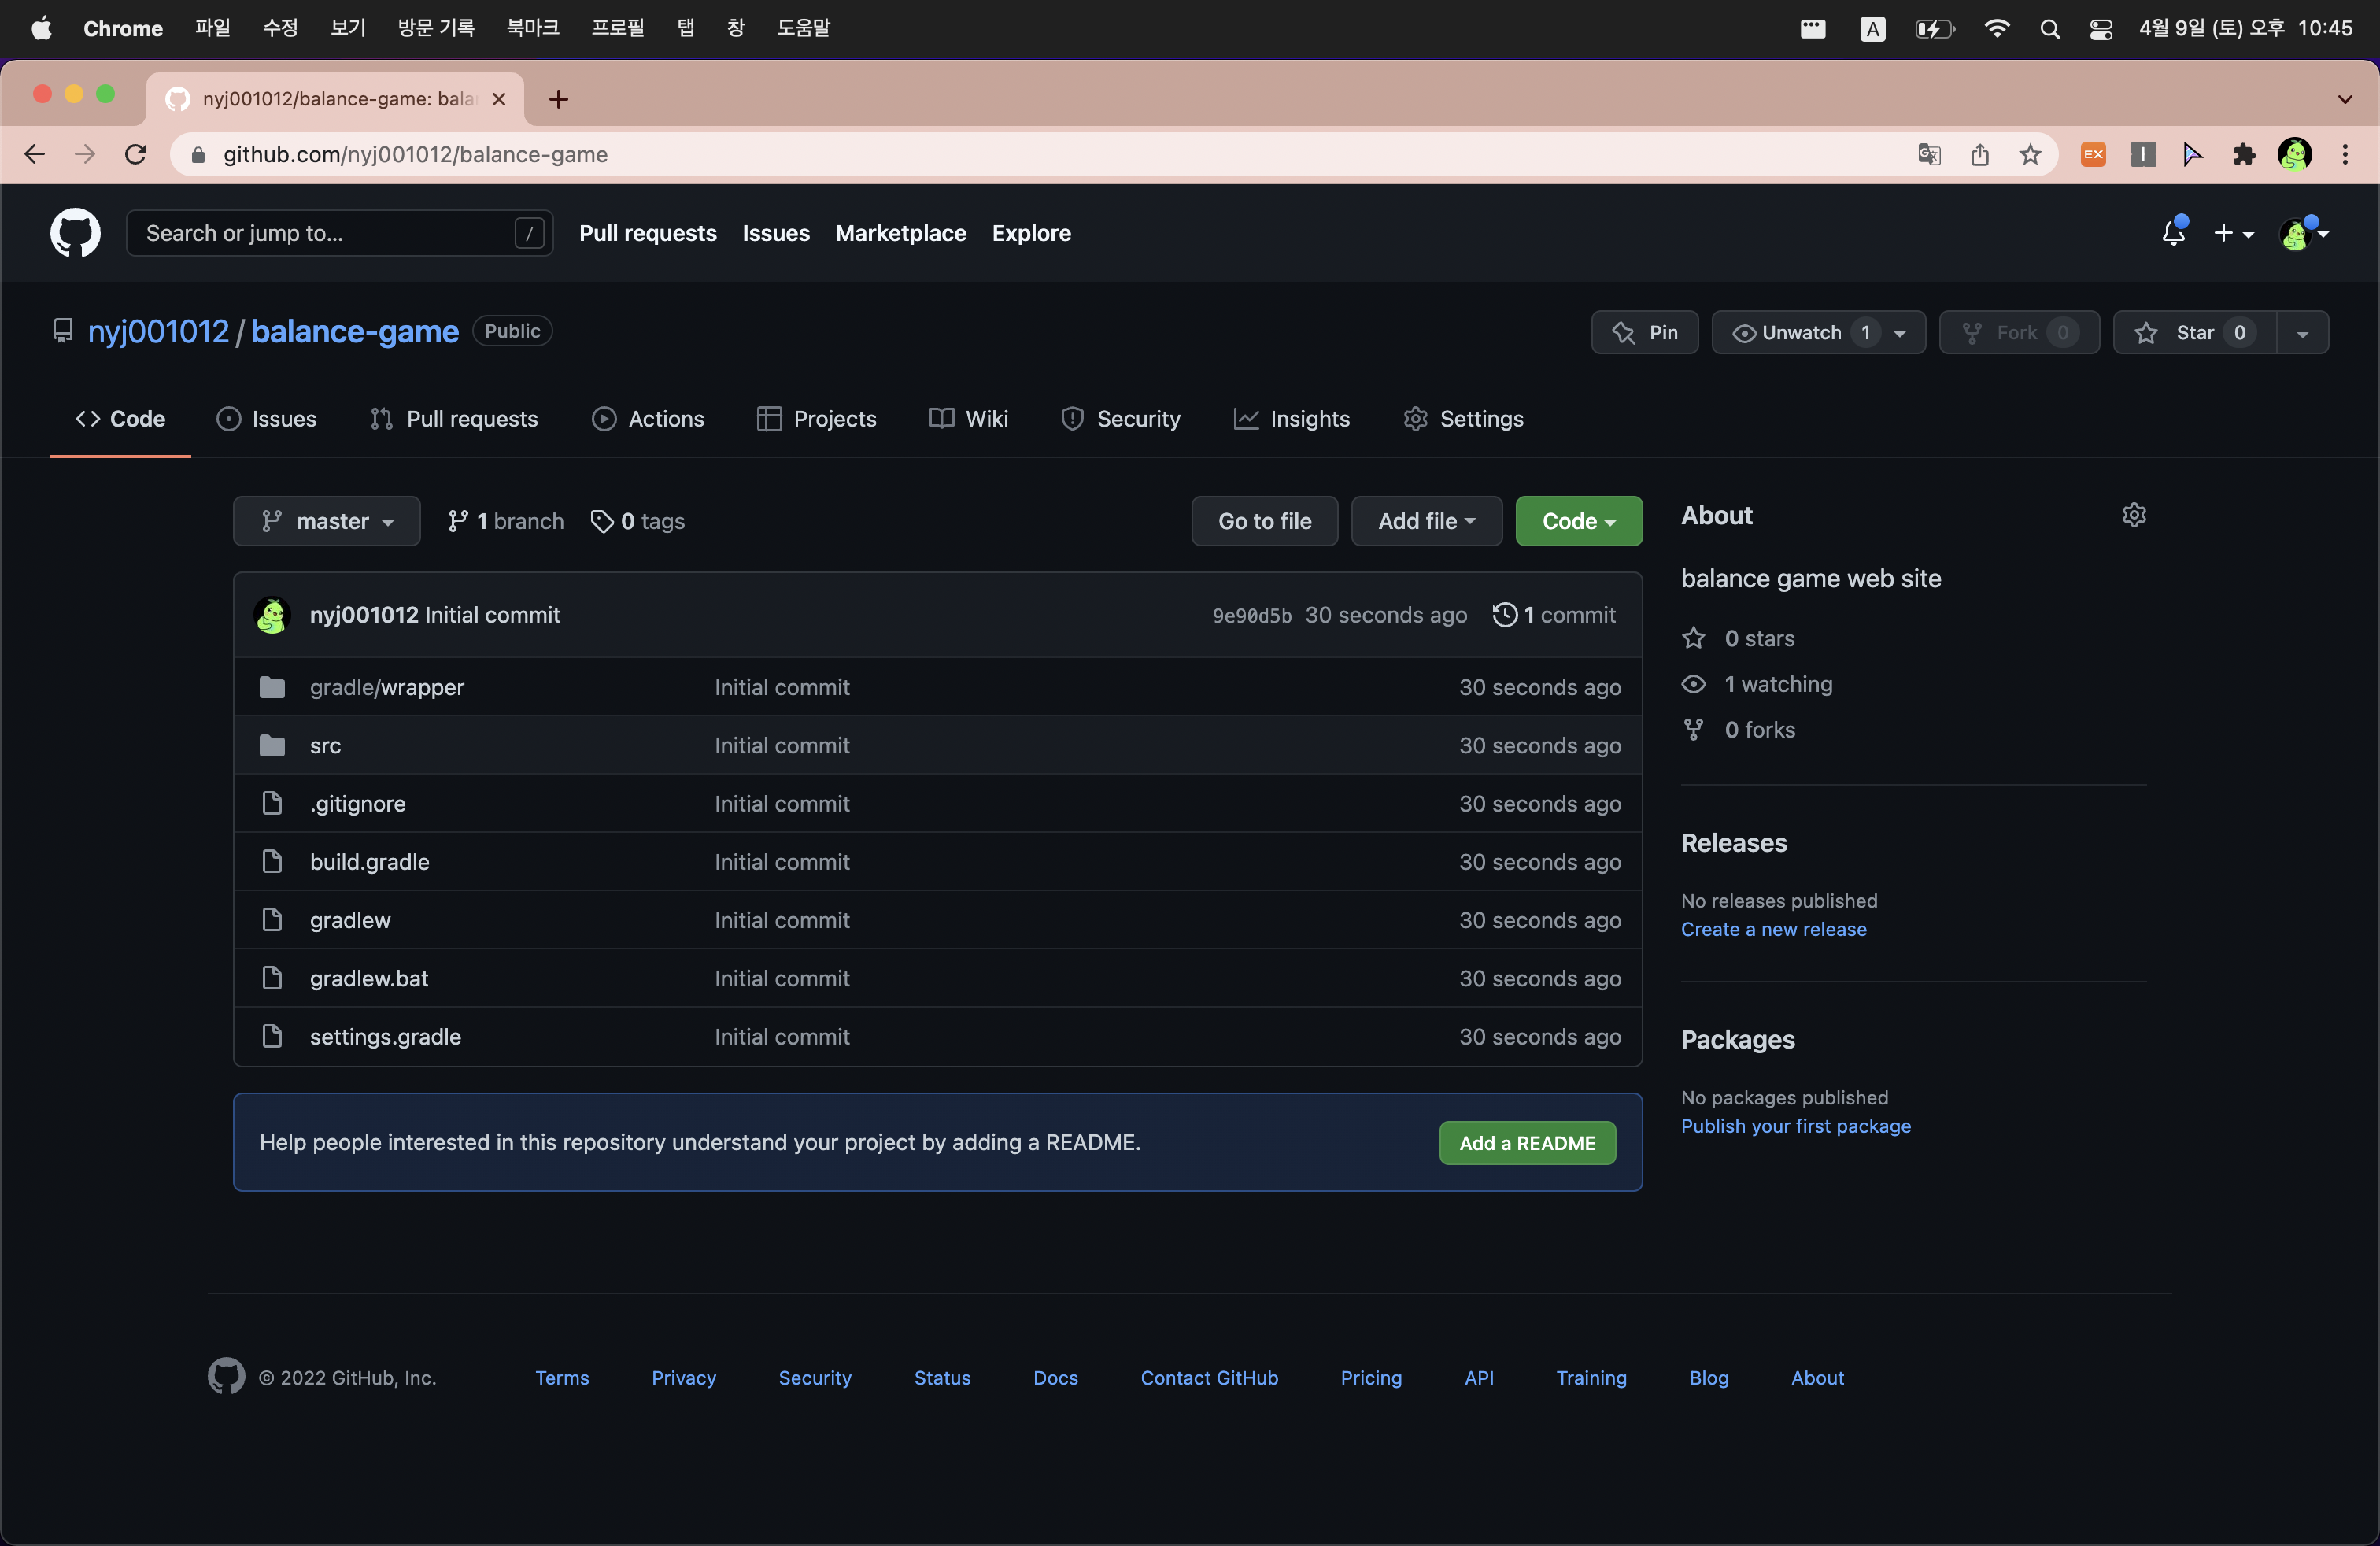 Chrome 파일 수정 보기 방문 기록 북마크 프로필 탭 창 도움말 A 4월 9일 (토) 오후 10:45
nyj001012/balance-game: bala
github.com/nyj001012/balance-game EX I
Search or jump to... / Pull requests Issues Marketplace Explore
nyj001012 / balance-game Public Pin Unwatch 1 Fork 0 Star 0
Code Issues Pull requests Actions Projects Wiki Security Insights Settings
master 1 branch 0 tags Go to file Add file Code
nyj001012 Initial commit 9e90d5b 30 seconds ago 1 commit
gradle/wrapper Initial commit 30 seconds ago
src Initial commit 30 seconds ago
.gitignore Initial commit 30 seconds ago
build.gradle Initial commit 30 seconds ago
gradlew Initial commit 30 seconds ago
gradlew.bat Initial commit 30 seconds ago
settings.gradle Initial commit 30 seconds ago
Help people interested in this repository understand your project by adding a README. Add a README
About
balance game web site
0 stars
1 watching
0 forks
Releases
No releases published
Create a new release
Packages
No packages published
Publish your first package
© 2022 GitHub, Inc. Terms Privacy Security Status Docs Contact GitHub Pricing API Training Blog About